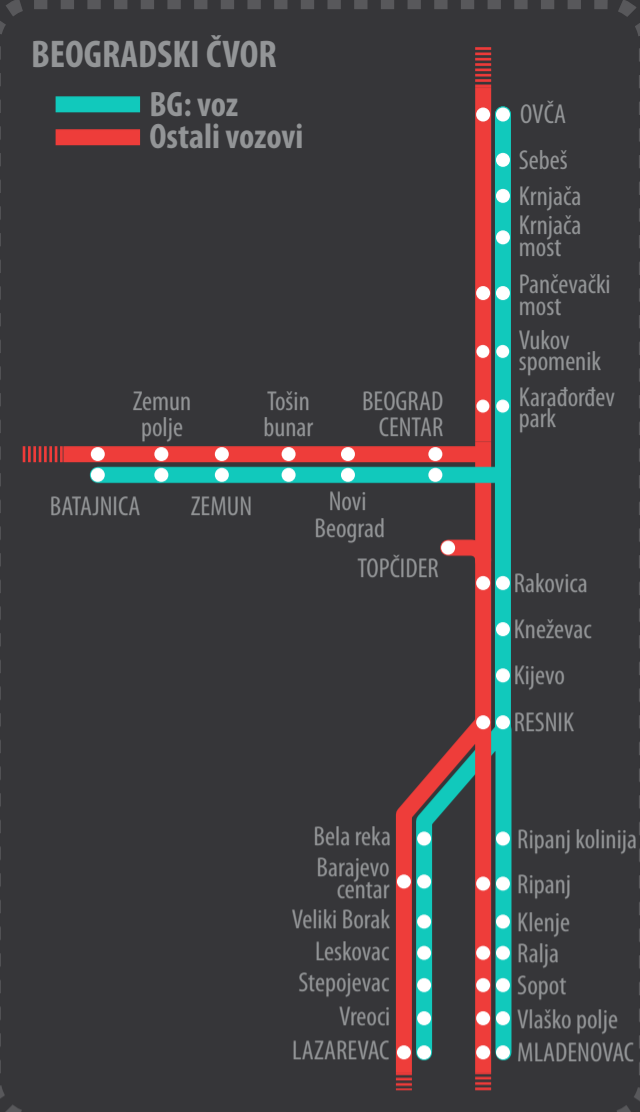 BEOGRADSKI ČVOR
BG: voz
Ostali vozovi
OVČA
Sebeš
Krnjača
Krnjača
most
Pančevački
most
Vukov
spomenik
Karađorđev
park
Zemun
polje
Tošin
bunar
BEOGRAD
CENTAR
BATAJNICA
ZEMUN
Novi
Beograd
TOPČIDER
Rakovica
Kneževac
Kijevo
RESNIK
Bela reka
Barajevo
centar
Veliki Borak
Leskovac
Stepojevac
Vreoci
LAZAREVAC
Ripanj kolinija
Ripanj
Klenje
Ralja
Sopot
Vlaško polje
MLADENOVAC